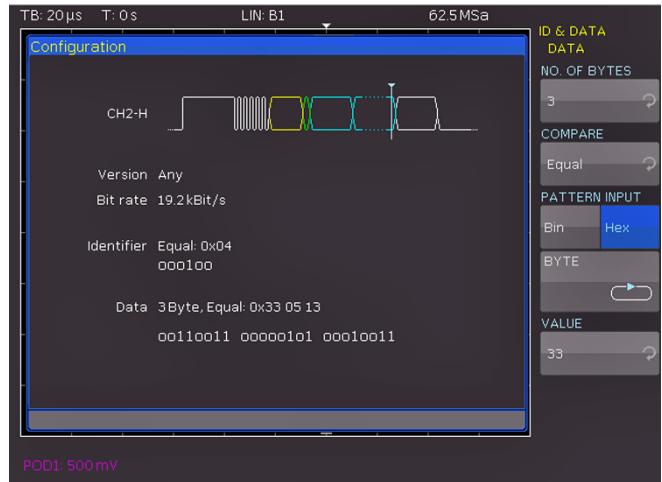 TB: 20 µs T: 0 s LIN: B1 62.5 MSa
Configuration
CH2-H
Version Any
Bit rate 19.2 kBit/s
Identifier Equal: 0x04
000100
Data 3 Byte, Equal: 0x33 05 13
00110011 00000101 00010011
POD1: 500 mV
ID & DATA
DATA
NO. OF BYTES
3
COMPARE
Equal
PATTERN INPUT
Bin Hex
BYTE
VALUE
33